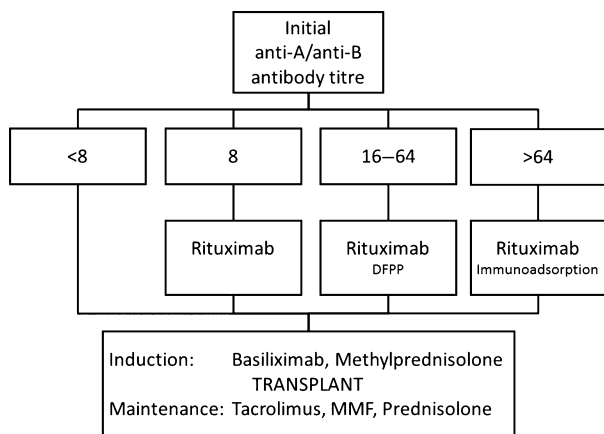 Initial
anti-A/anti-B
antibody titre
<8
8
16–64
>64
Rituximab
Rituximab
DFPP
Rituximab
Immunoadsorption
Induction: Basiliximab, Methylprednisolone
TRANSPLANT
Maintenance: Tacrolimus, MMF, Prednisolone